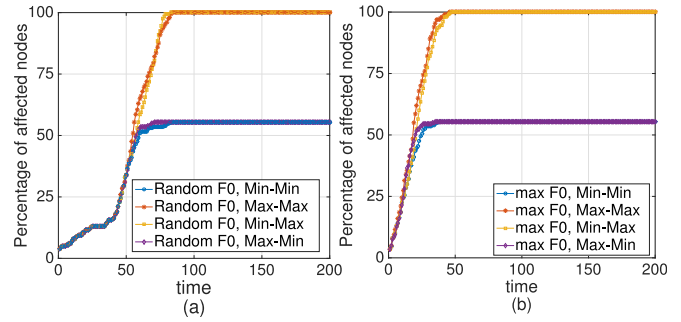 Percentage of affected nodes
100
75
50
25
0
Random F0, Min-Min
Random F0, Max-Max
Random F0, Min-Max
Random F0, Max-Min
0 50 100 150 200
time
(a)
Percentage of affected nodes
100
75
50
25
0
max F0, Min-Min
max F0, Max-Max
max F0, Min-Max
max F0, Max-Min
0 50 100 150 200
time
(b)